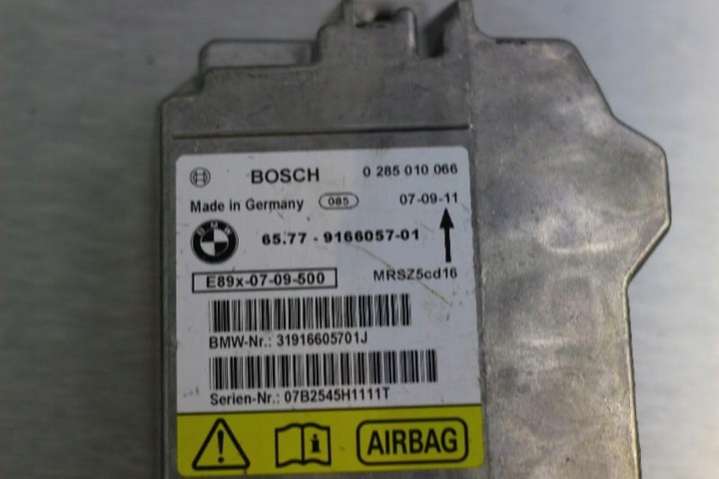 BOSCH 0 285 010 066
Made in Germany 085 07-09-11
BMW 65.77 - 9166057-01
E89x-07-09-500 MRSZ5cd16
BMW-Nr.: 31916605701J
Serien-Nr.: 07B2545H1111T
AIRBAG